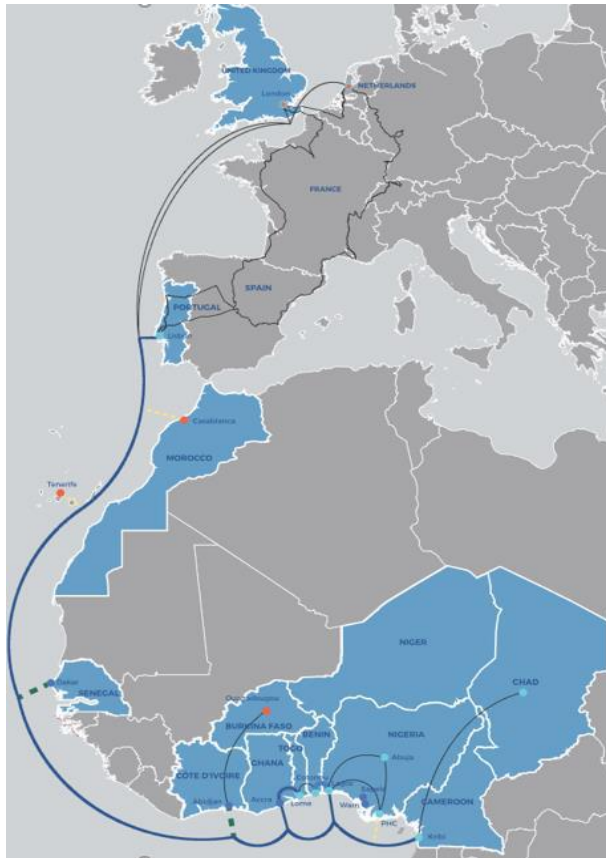 UNITED KINGDOM
London
NETHERLANDS
FRANCE
SPAIN
PORTUGAL
Lisbon
Casablanca
MOROCCO
Tenerife
NIGER
Dakar
SENEGAL
CHAD
Ouagadougou
BURKINA FASO
BENIN
NIGERIA
TOGO
GHANA
Abuja
CÔTE D'IVOIRE
Cotonou
CAMEROON
Abidjan
Accra
Lome
Warri
PHC
Kribi